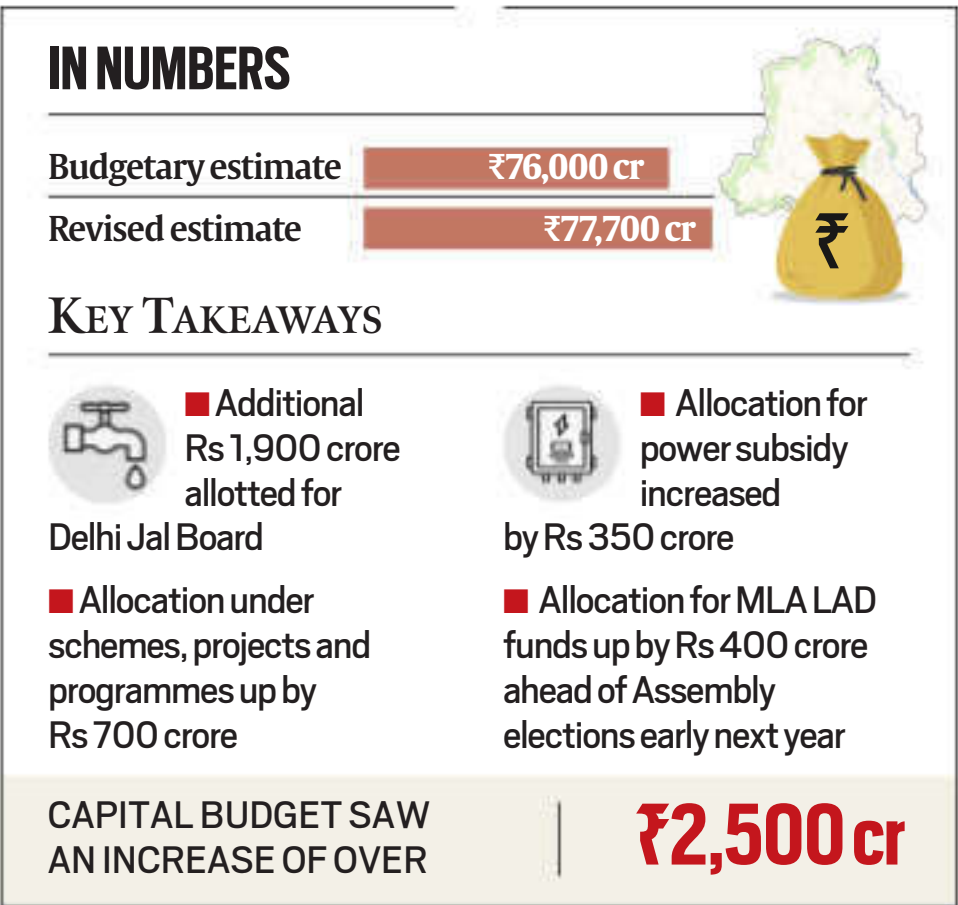 IN NUMBERS
Budgetary estimate ₹76,000 cr
Revised estimate ₹77,700 cr
₹
KEY TAKEAWAYS
■ Additional
Rs 1,900 crore
allotted for
Delhi Jal Board
■ Allocation for
power subsidy
increased
by Rs 350 crore
■ Allocation under
schemes, projects and
programmes up by
Rs 700 crore
■ Allocation for MLA LAD
funds up by Rs 400 crore
ahead of Assembly
elections early next year
CAPITAL BUDGET SAW
AN INCREASE OF OVER
₹2,500 cr